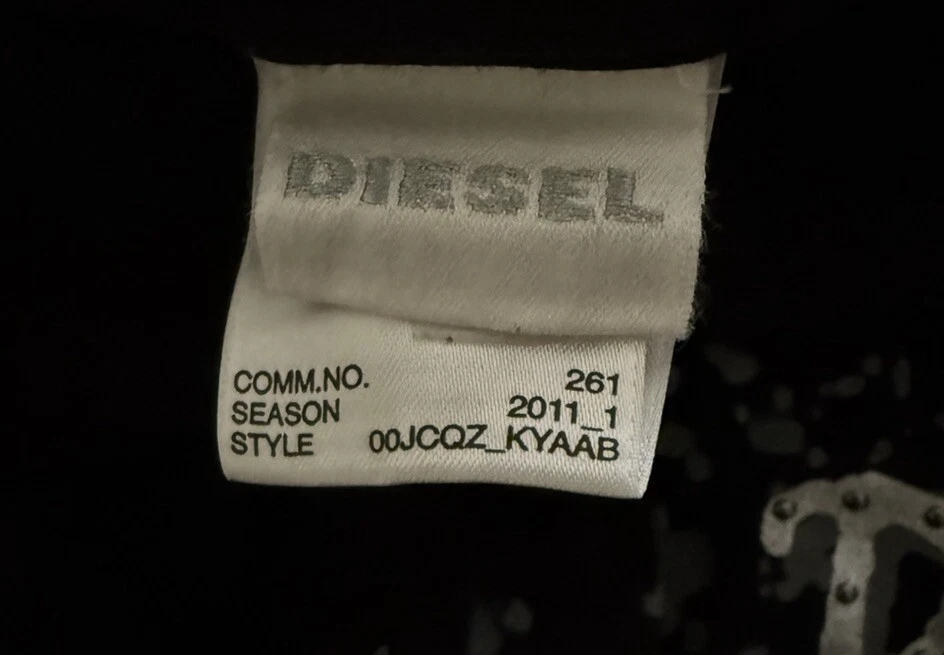 DIESEL
COMM.NO. 261
SEASON 2011_1
STYLE 00JCQZ_KYAAB